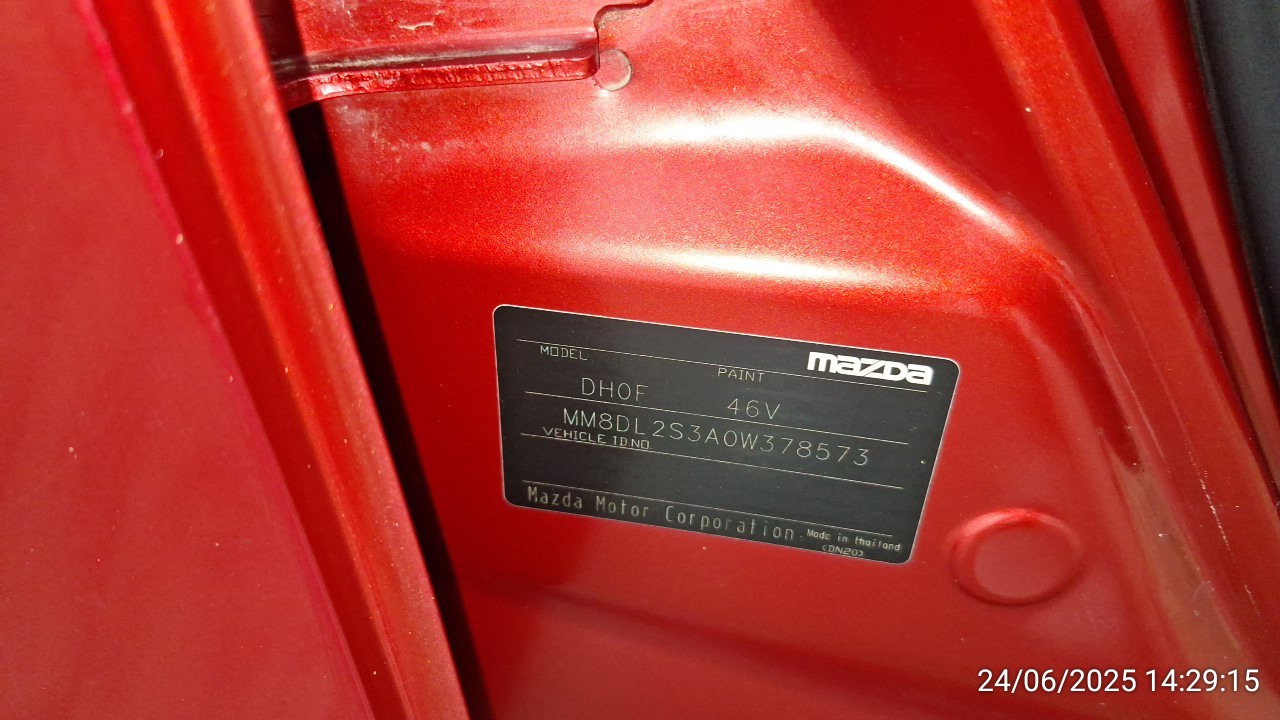 mazda
MODEL PAINT
DH0F 46V
MM8DL2S3A0W378573
VEHICLE ID.NO.
Mazda Motor Corporation Made in Thailand
(DN20)
24/06/2025 14:29:15